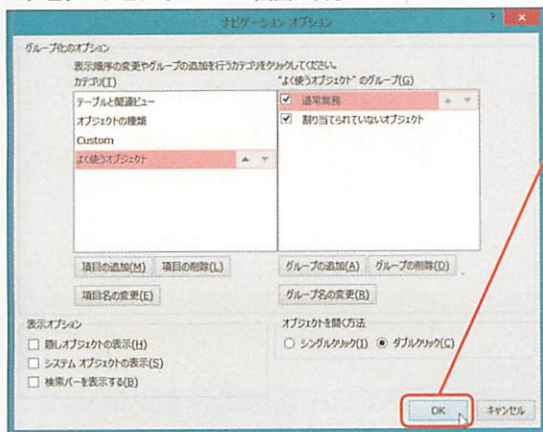 ナビゲーション オプション
グループ化のオプション
表示順序の変更やグループの追加を行うカテゴリをクリックしてください。
カテゴリ(T)
"よく使うオブジェクト" のグループ(G)
テーブルと関連ビュー
オブジェクトの種類
Custom
よく使うオブジェクト
通常業務
割り当てられていないオブジェクト
項目の追加(M) 項目の削除(L)
項目名の変更(E)
グループの追加(A) グループの削除(D)
グループ名の変更(R)
表示オプション
隠しオブジェクトの表示(H)
システム オブジェクトの表示(S)
検索バーを表示する(B)
オブジェクトを開く方法
シングルクリック(I) ダブルクリック(C)
OK キャンセル